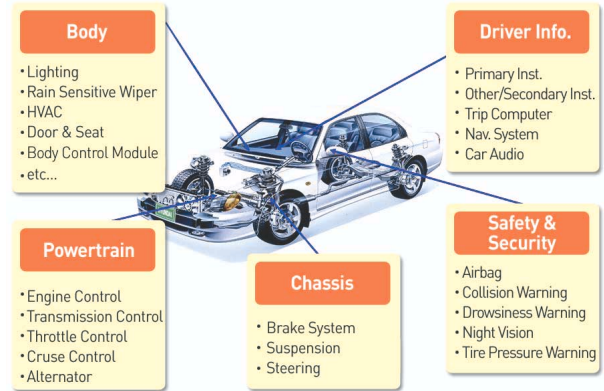 Body
• Lighting
• Rain Sensitive Wiper
• HVAC
• Door & Seat
• Body Control Module
• etc...
Driver Info.
• Primary Inst.
• Other/Secondary Inst.
• Trip Computer
• Nav. System
• Car Audio
Powertrain
• Engine Control
• Transmission Control
• Throttle Control
• Cruse Control
• Alternator
Chassis
• Brake System
• Suspension
• Steering
Safety &
Security
• Airbag
• Collision Warning
• Drowsiness Warning
• Night Vision
• Tire Pressure Warning